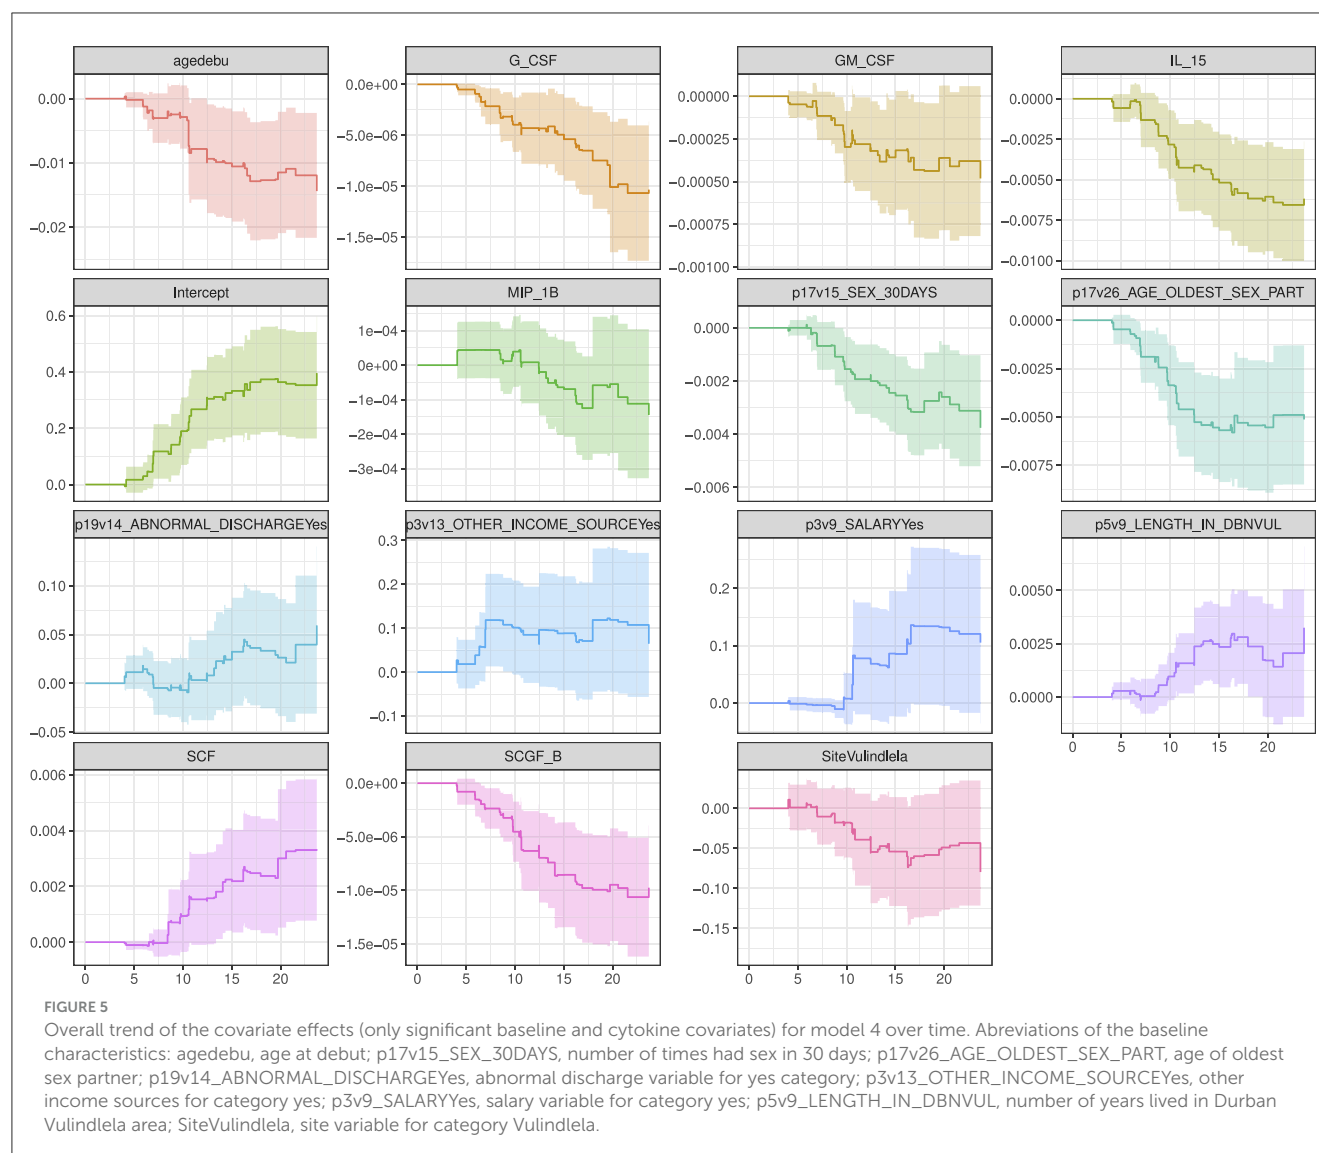 agedebu
G_CSF
GM_CSF
IL_15
0.00
−0.01
−0.02
0.0e+00
−5.0e−06
−1.0e−05
−1.5e−05
0.00000
−0.00025
−0.00050
−0.00075
−0.00100
0.0000
−0.0025
−0.0050
−0.0075
−0.0100
Intercept
MIP_1B
p17v15_SEX_30DAYS
p17v26_AGE_OLDEST_SEX_PART
0.6
0.4
0.2
0.0
1e−04
0e+00
−1e−04
−2e−04
−3e−04
0.000
−0.002
−0.004
−0.006
0.0000
−0.0025
−0.0050
−0.0075
p19v14_ABNORMAL_DISCHARGEYes
p3v13_OTHER_INCOME_SOURCEYes
p3v9_SALARYYes
p5v9_LENGTH_IN_DBNVUL
0.10
0.05
0.00
−0.05
0.3
0.2
0.1
0.0
−0.1
0.2
0.1
0.0
0.0050
0.0025
0.0000
0 5 10 15 20
SCF
SCGF_B
SiteVulindlela
0.006
0.004
0.002
0.000
0.0e+00
−5.0e−06
−1.0e−05
−1.5e−05
0.00
−0.05
−0.10
−0.15
0 5 10 15 20
0 5 10 15 20
0 5 10 15 20
FIGURE 5
Overall trend of the covariate effects (only significant baseline and cytokine covariates) for model 4 over time. Abreviations of the baseline
characteristics: agedebu, age at debut; p17v15_SEX_30DAYS, number of times had sex in 30 days; p17v26_AGE_OLDEST_SEX_PART, age of oldest
sex partner; p19v14_ABNORMAL_DISCHARGEYes, abnormal discharge variable for yes category; p3v13_OTHER_INCOME_SOURCEYes, other
income sources for category yes; p3v9_SALARYYes, salary variable for category yes; p5v9_LENGTH_IN_DBNVUL, number of years lived in Durban
Vulindlela area; SiteVulindlela, site variable for category Vulindlela.